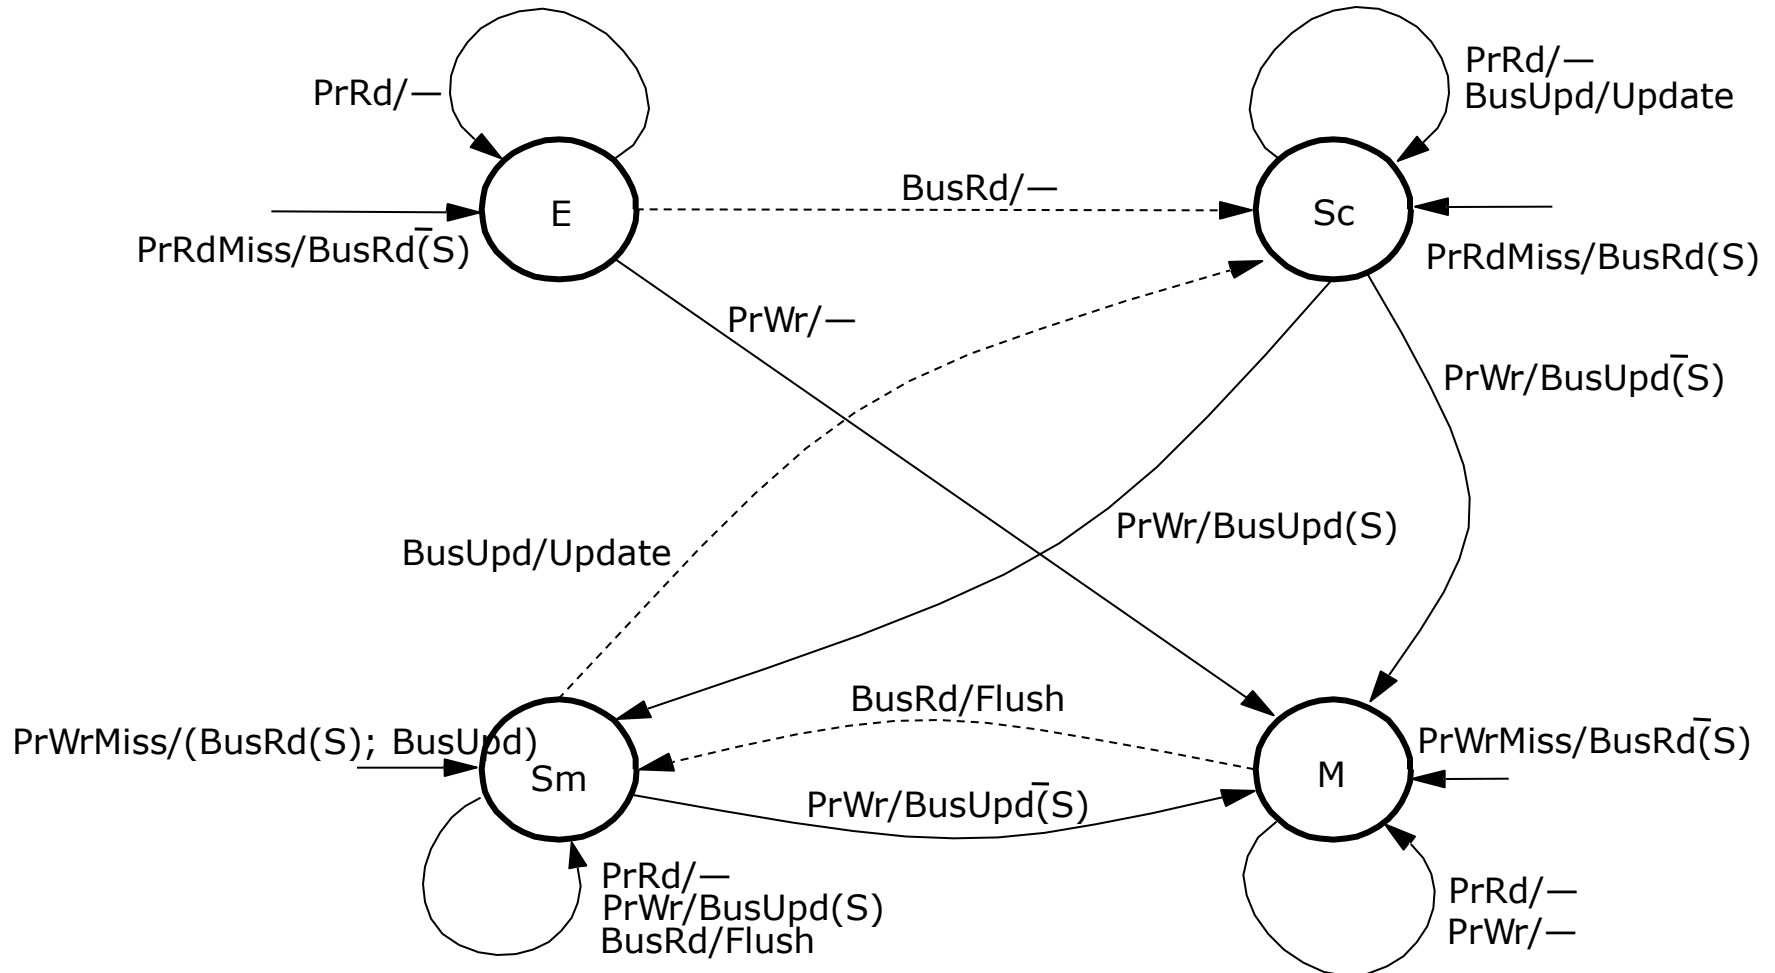 PrRd/—
PrRd/—
BusUpd/Update
BusRd/—
E
Sc
PrRdMiss/BusRd(S̅)
PrRdMiss/BusRd(S)
PrWr/—
PrWr/BusUpd(S̅)
PrWr/BusUpd(S)
BusUpd/Update
BusRd/Flush
PrWrMiss/(BusRd(S); BusUpd)
PrWrMiss/BusRd(S̅)
Sm
M
PrWr/BusUpd(S̅)
PrRd/—
PrWr/BusUpd(S)
BusRd/Flush
PrRd/—
PrWr/—